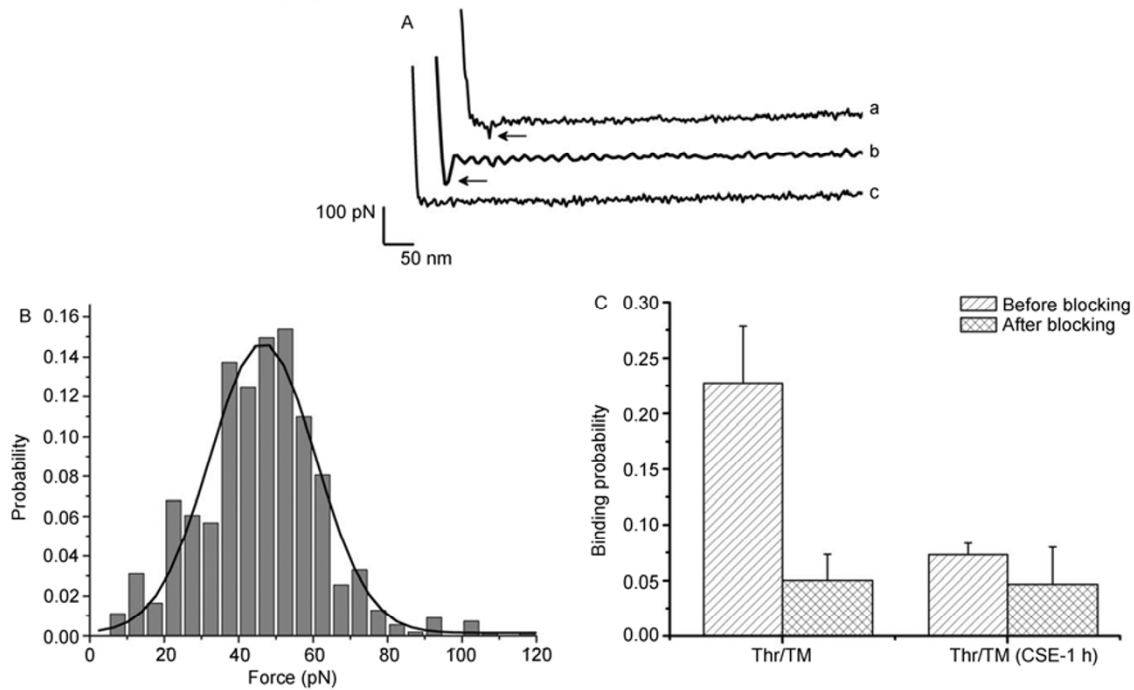 A
a
b
c
100 pN
50 nm
B
0.16
0.14
0.12
0.10
0.08
0.06
0.04
0.02
0.00
Probability
0 20 40 60 80 100 120
Force (pN)
C
Before blocking
After blocking
0.30
0.25
0.20
0.15
0.10
0.05
0.00
Binding probability
Thr/TM Thr/TM (CSE-1 h)